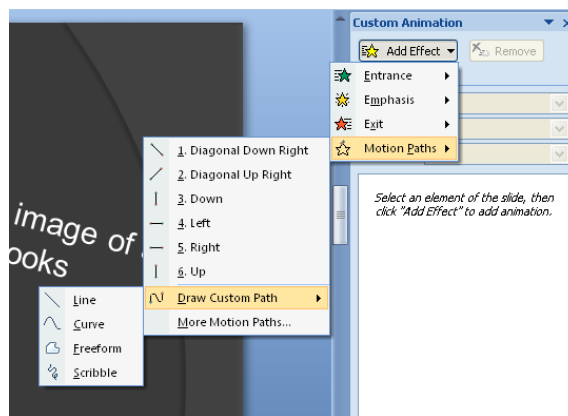 Custom Animation
Add Effect
Remove
Entrance
Emphasis
Exit
Motion Paths
1. Diagonal Down Right
2. Diagonal Up Right
3. Down
4. Left
5. Right
6. Up
Draw Custom Path
More Motion Paths...
Line
Curve
Freeform
Scribble
Select an element of the slide, then
click "Add Effect" to add animation.
image of
ooks